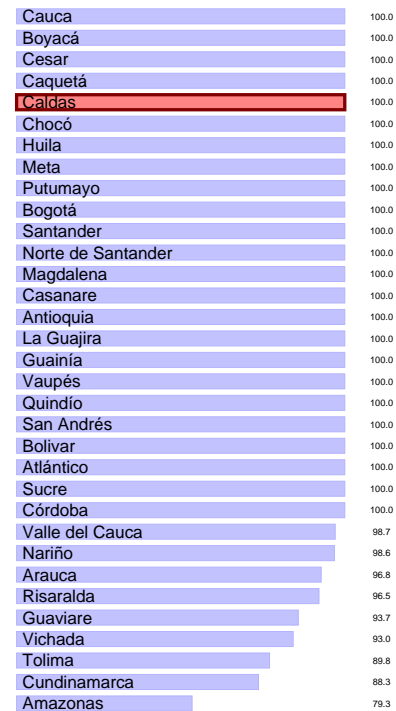 Cauca 100.0
Boyacá 100.0
Cesar 100.0
Caquetá 100.0
Caldas 100.0
Chocó 100.0
Huila 100.0
Meta 100.0
Putumayo 100.0
Bogotá 100.0
Santander 100.0
Norte de Santander 100.0
Magdalena 100.0
Casanare 100.0
Antioquia 100.0
La Guajira 100.0
Guainía 100.0
Vaupés 100.0
Quindío 100.0
San Andrés 100.0
Bolivar 100.0
Atlántico 100.0
Sucre 100.0
Córdoba 100.0
Valle del Cauca 98.7
Nariño 98.6
Arauca 96.8
Risaralda 96.5
Guaviare 93.7
Vichada 93.0
Tolima 89.8
Cundinamarca 88.3
Amazonas 79.3